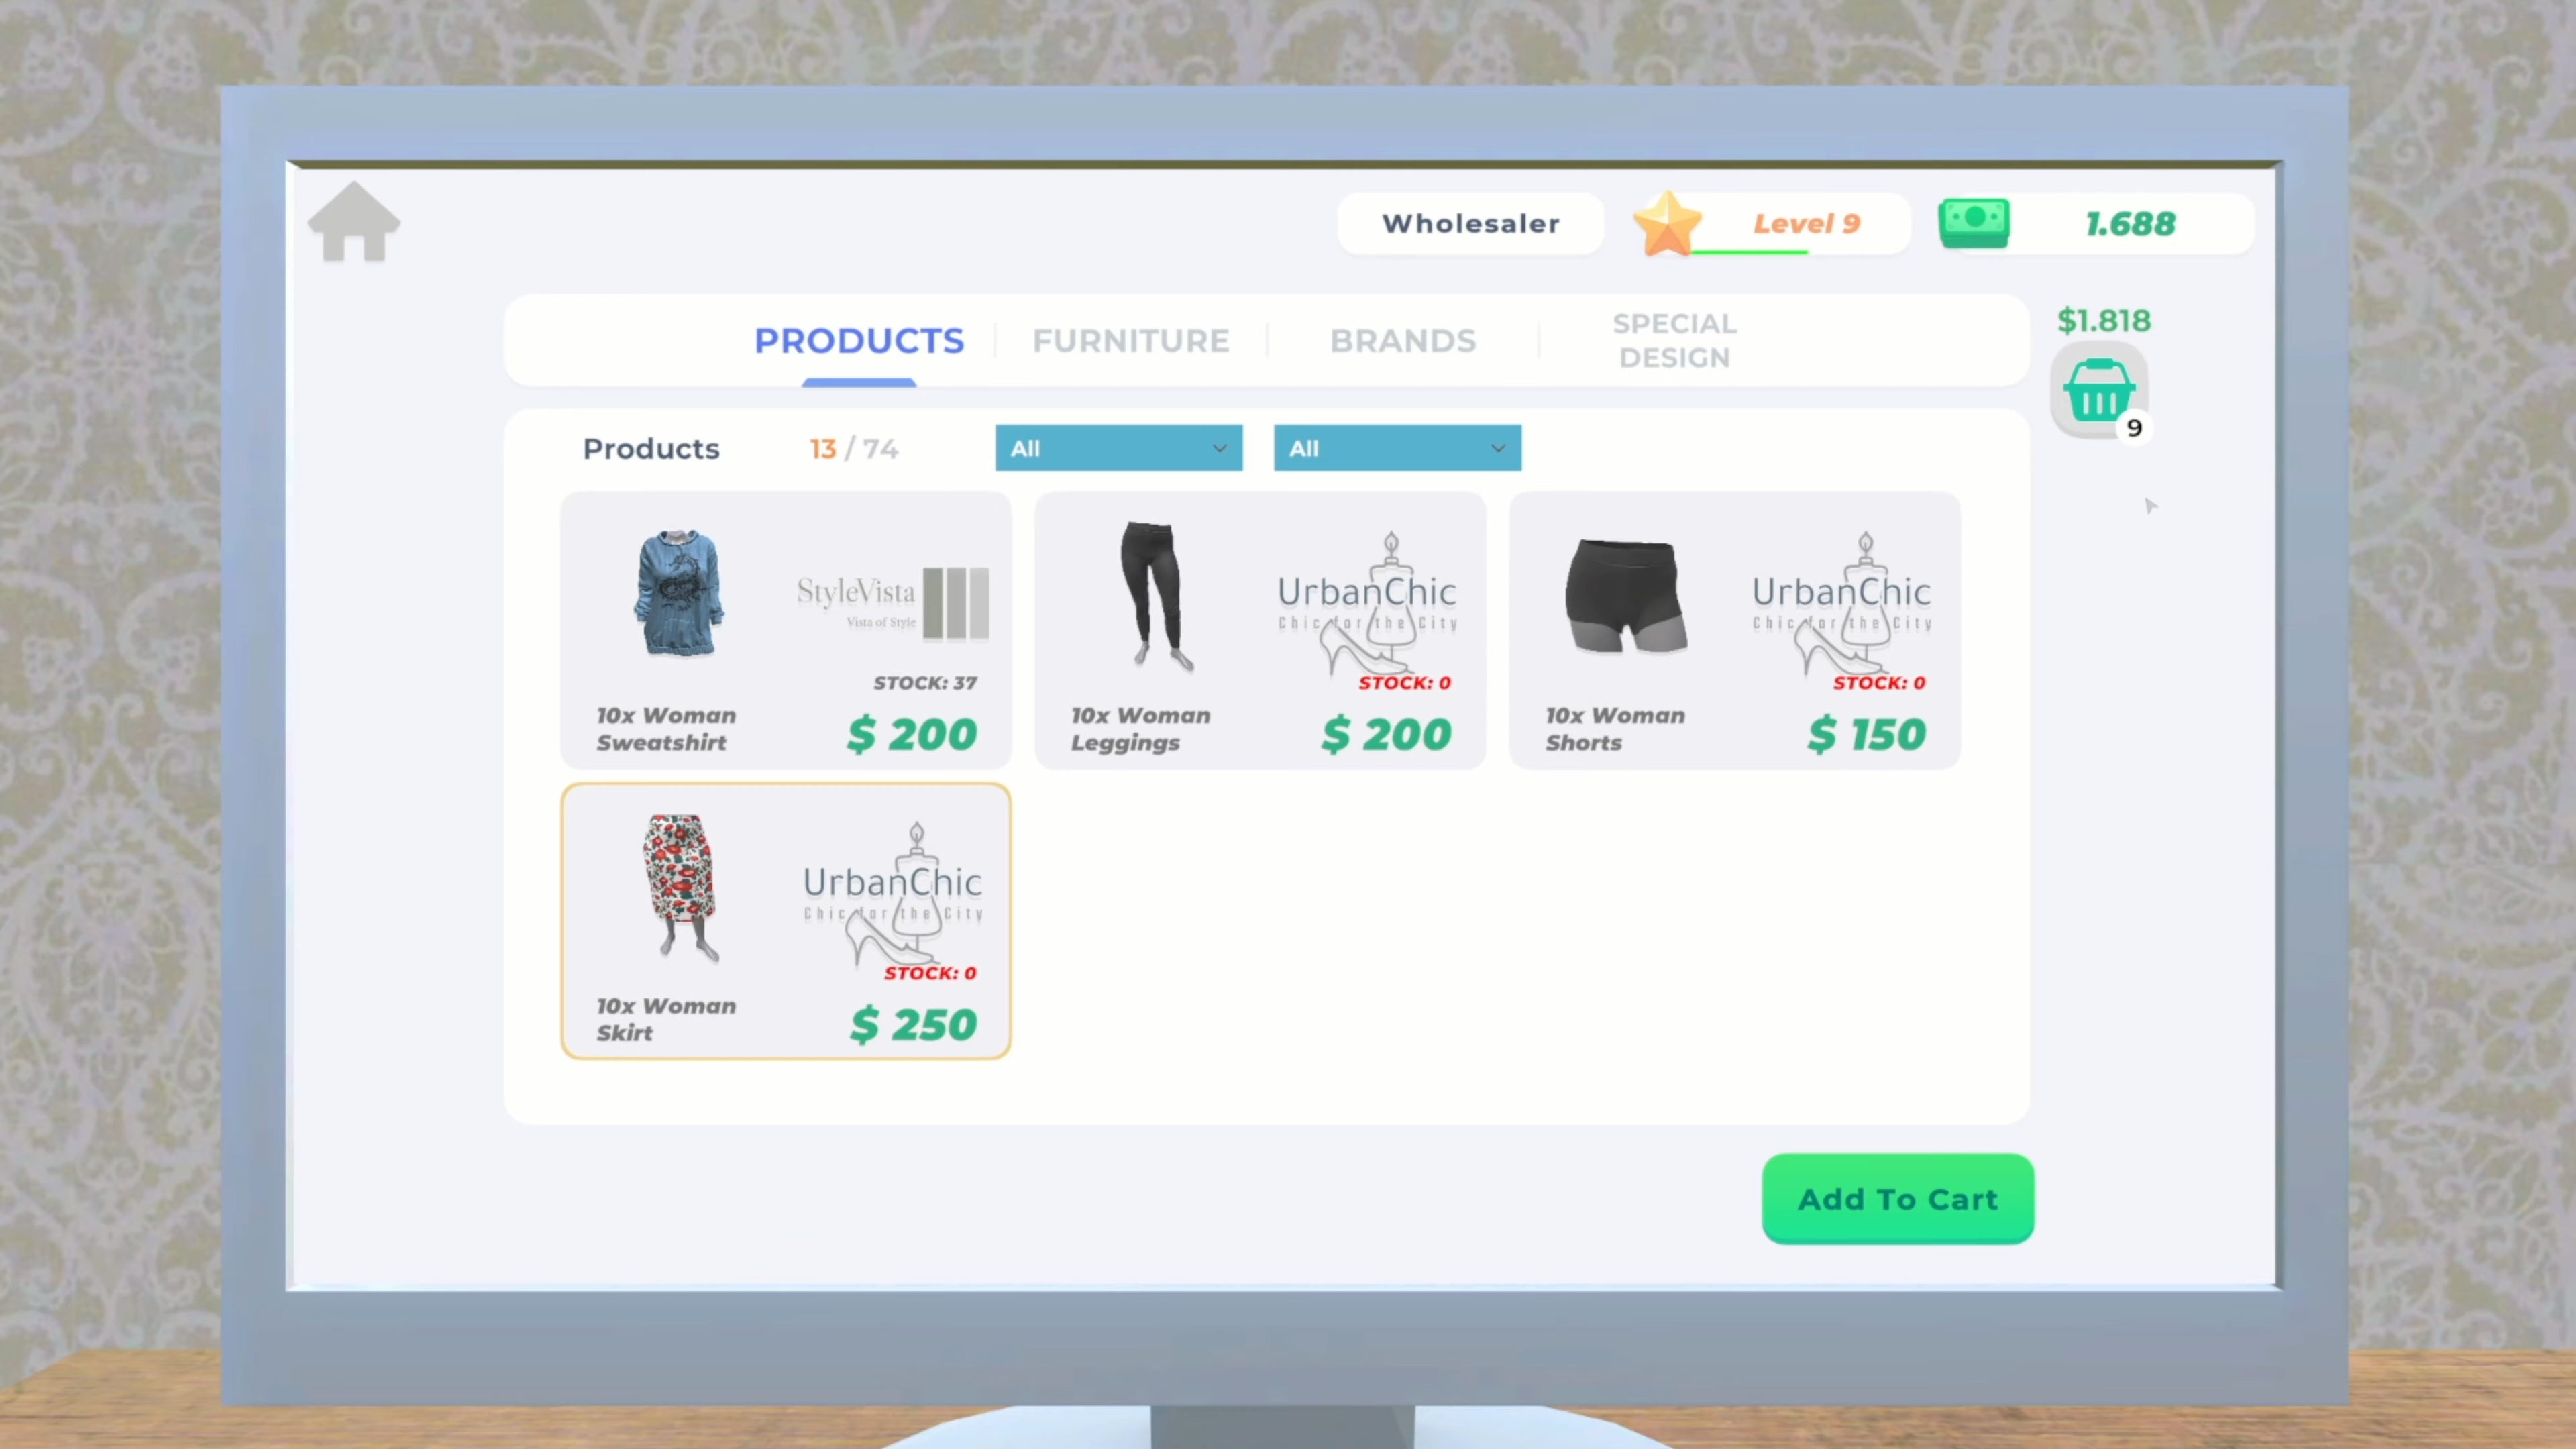 Wholesaler
Level 9
1.688
PRODUCTS
FURNITURE
BRANDS
SPECIAL
DESIGN
$1.818
9
Products
13 / 74
All
All
StyleVista
Vista of Style
STOCK: 37
10x Woman
Sweatshirt
$ 200
UrbanChic
Chic for the City
STOCK: 0
10x Woman
Leggings
$ 200
UrbanChic
Chic for the City
STOCK: 0
10x Woman
Shorts
$ 150
UrbanChic
Chic for the City
STOCK: 0
10x Woman
Skirt
$ 250
Add To Cart